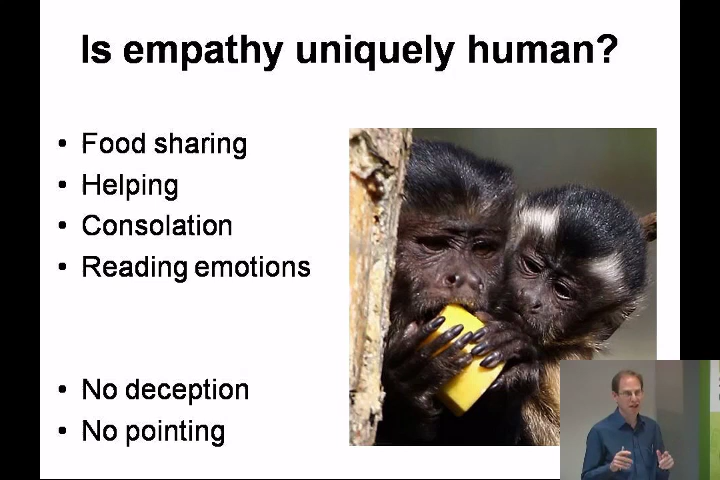 Is empathy uniquely human?
• Food sharing
• Helping
• Consolation
• Reading emotions
• No deception
• No pointing